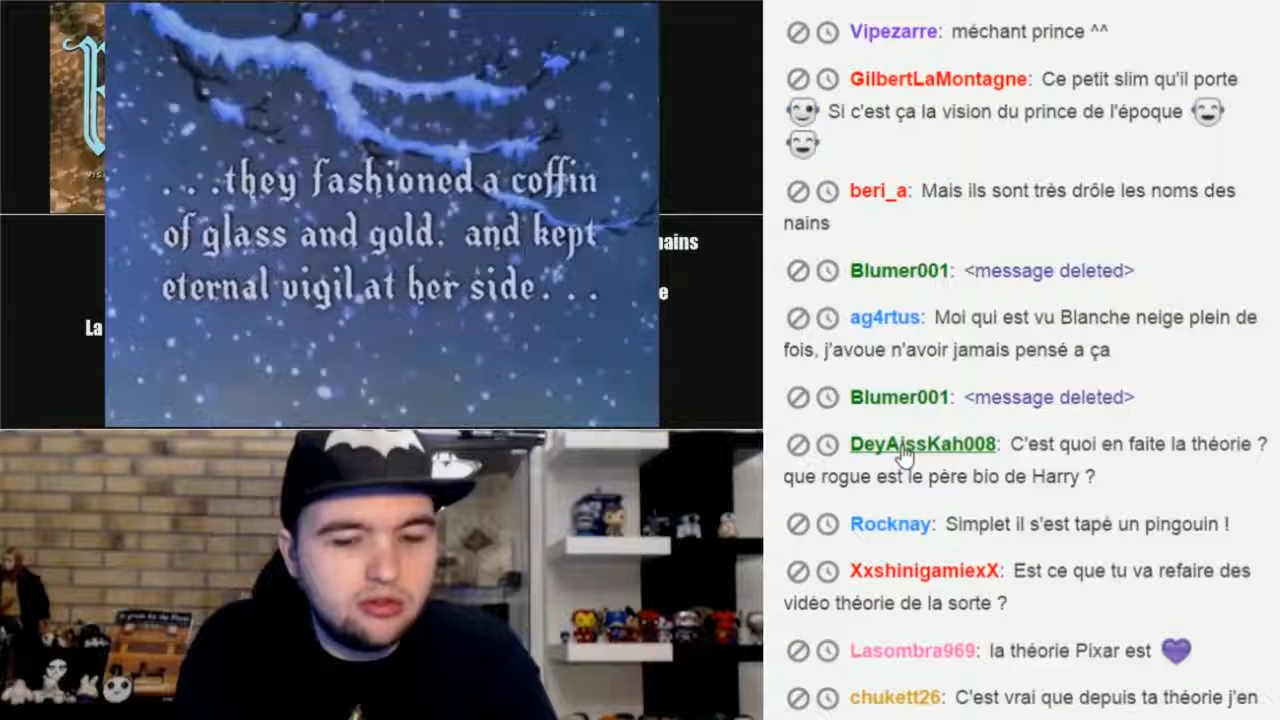 . . .they fashioned a coffin
of glass and gold. and kept
eternal vigil at her side. . .
nains
e
La
Vipezarre: méchant prince ^^
GilbertLaMontagne: Ce petit slim qu'il porte
Si c'est ça la vision du prince de l'époque
beri_a: Mais ils sont très drôle les noms des
nains
Blumer001: <message deleted>
ag4rtus: Moi qui est vu Blanche neige plein de
fois, j'avoue n'avoir jamais pensé a ça
Blumer001: <message deleted>
DeyAissKah008: C'est quoi en faite la théorie ?
que rogue est le père bio de Harry ?
Rocknay: Simplet il s'est tapé un pingouin !
XxshinigamiexX: Est ce que tu va refaire des
vidéo théorie de la sorte ?
Lasombra969: la théorie Pixar est
chukett26: C'est vrai que depuis ta théorie j'en